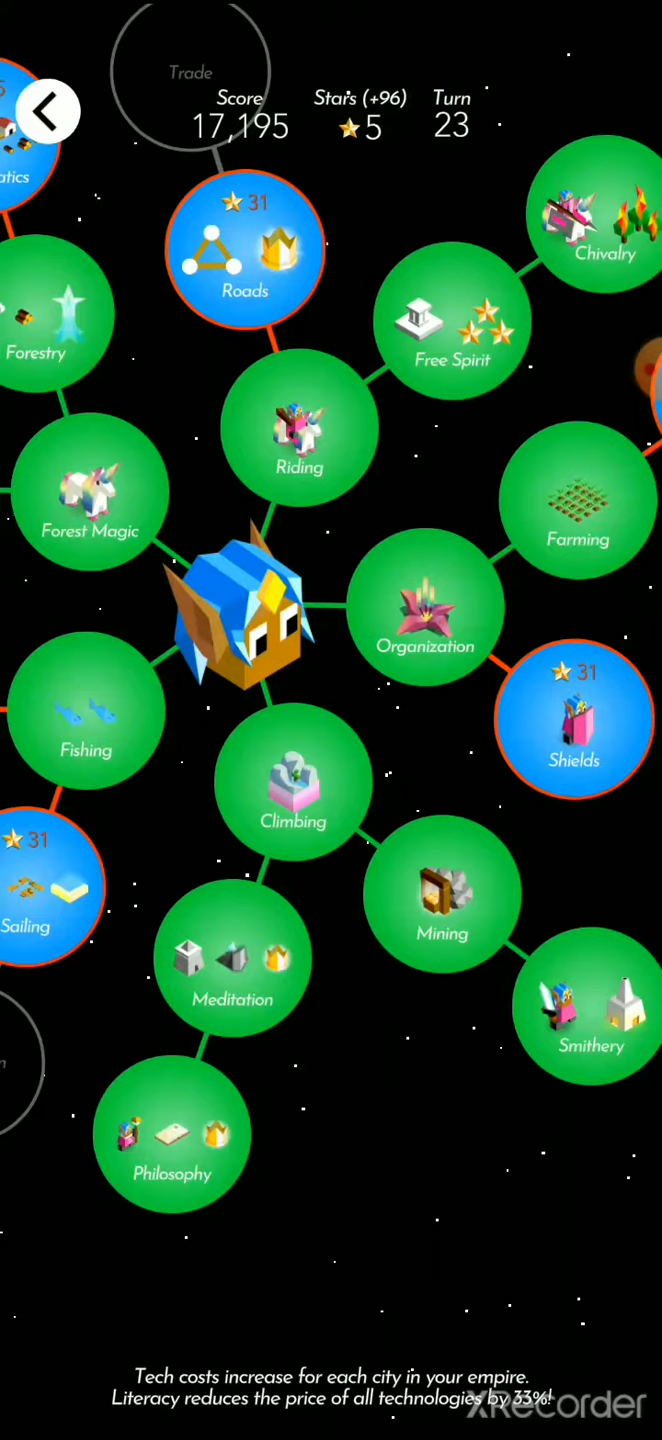 Trade
Score
Stars (+96)
Turn
17,195
5
23
5
atics
31
Roads
Chivalry
Free Spirit
Forestry
Riding
Forest Magic
Farming
Organization
31
Shields
Fishing
Climbing
31
Sailing
Mining
Meditation
Smithery
n
Philosophy
Tech costs increase for each city in your empire.
Literacy reduces the price of all technologies by 33%!
XRecorder